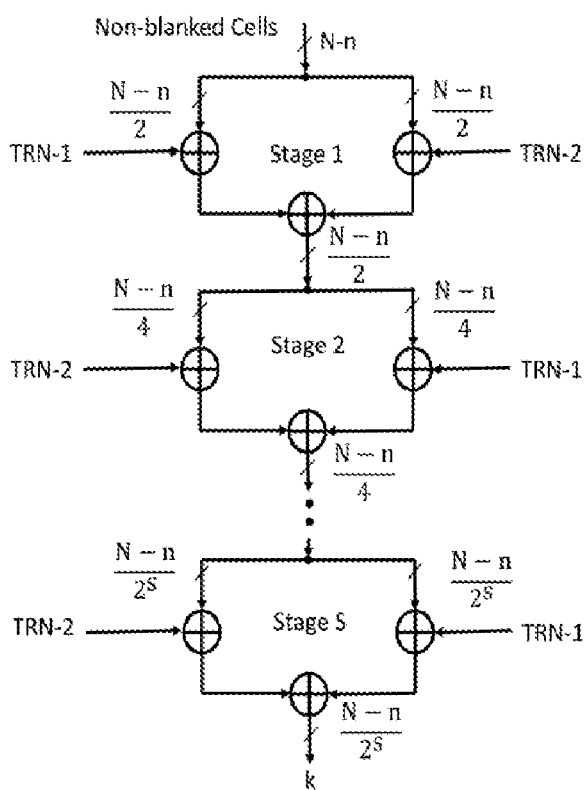 Non-blanked Cells
N-n
N – n
2
N – n
2
TRN-1
Stage 1
TRN-2
N – n
2
N – n
4
N – n
4
Stage 2
TRN-2
TRN-1
N – n
4
N – n
2^S
N – n
2^S
TRN-2
Stage S
TRN-1
N – n
2^S
k